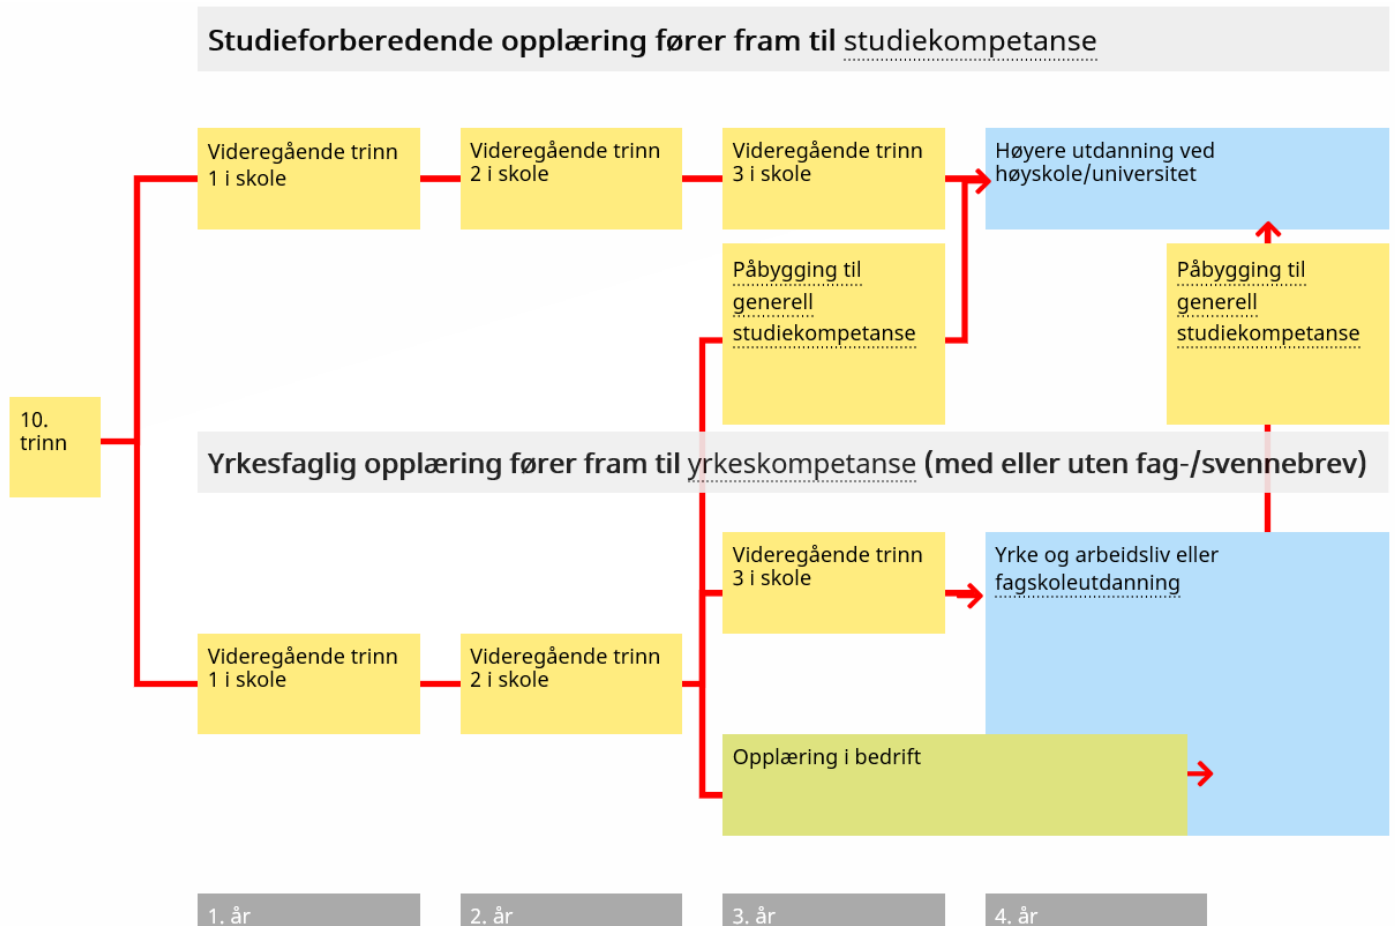 Studieforberedende opplæring fører fram til studiekompetanse
Videregående trinn
1 i skole
Videregående trinn
2 i skole
Videregående trinn
3 i skole
Høyere utdanning ved
høyskole/universitet
Påbygging til
generell
studiekompetanse
Påbygging til
generell
studiekompetanse
10.
trinn
Yrkesfaglig opplæring fører fram til yrkeskompetanse (med eller uten fag-/svennebrev)
Videregående trinn
3 i skole
Yrke og arbeidsliv eller
fagskoleutdanning
Videregående trinn
1 i skole
Videregående trinn
2 i skole
Opplæring i bedrift
1. år
2. år
3. år
4. år